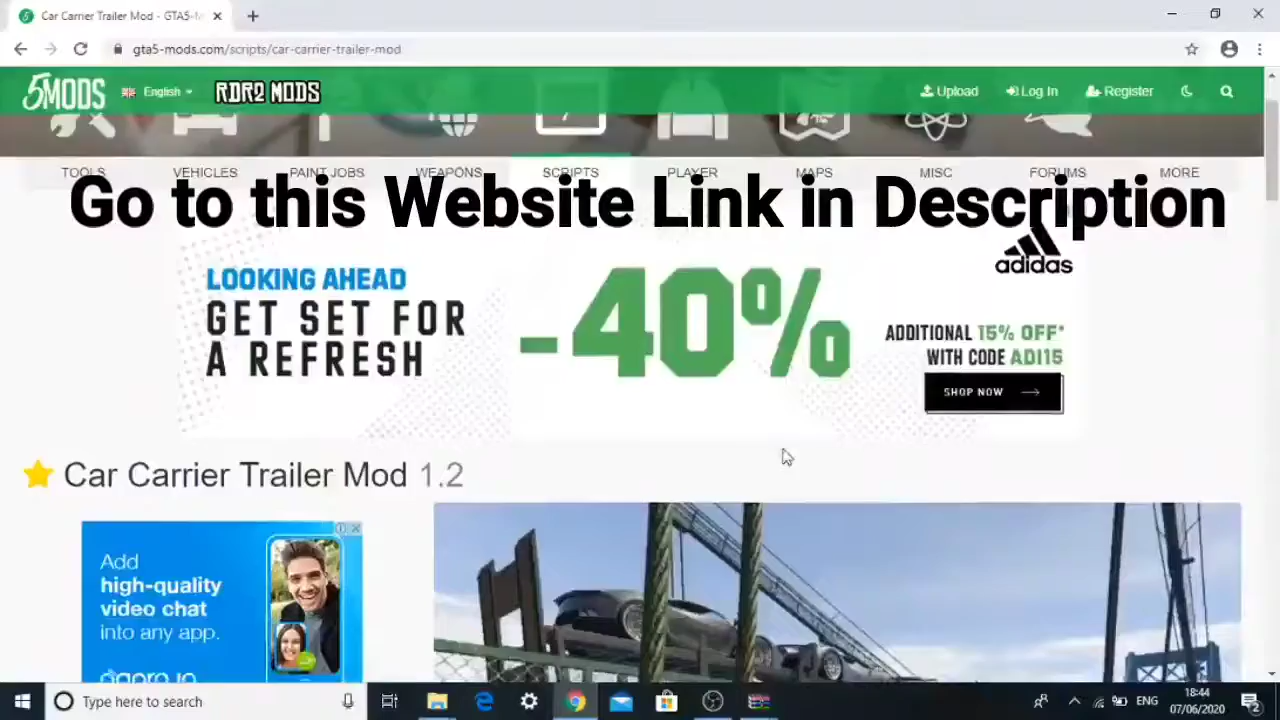 Car Carrier Trailer Mod - GTA5-M
gta5-mods.com/scripts/car-carrier-trailer-mod
5MODS
English
RDR2 MODS
Upload
Log In
Register
TOOLS
VEHICLES
PAINT JOBS
WEAPONS
SCRIPTS
PLAYER
MAPS
MISC
FORUMS
MORE
Go to this Website Link in Description
adidas
LOOKING AHEAD
GET SET FOR
A REFRESH
-40%
ADDITIONAL 15% OFF*
WITH CODE ADI15
SHOP NOW
Car Carrier Trailer Mod 1.2
Add
high-quality
video chat
into any app.
agora.io
Type here to search
ENG
18:44
07/06/2020
2